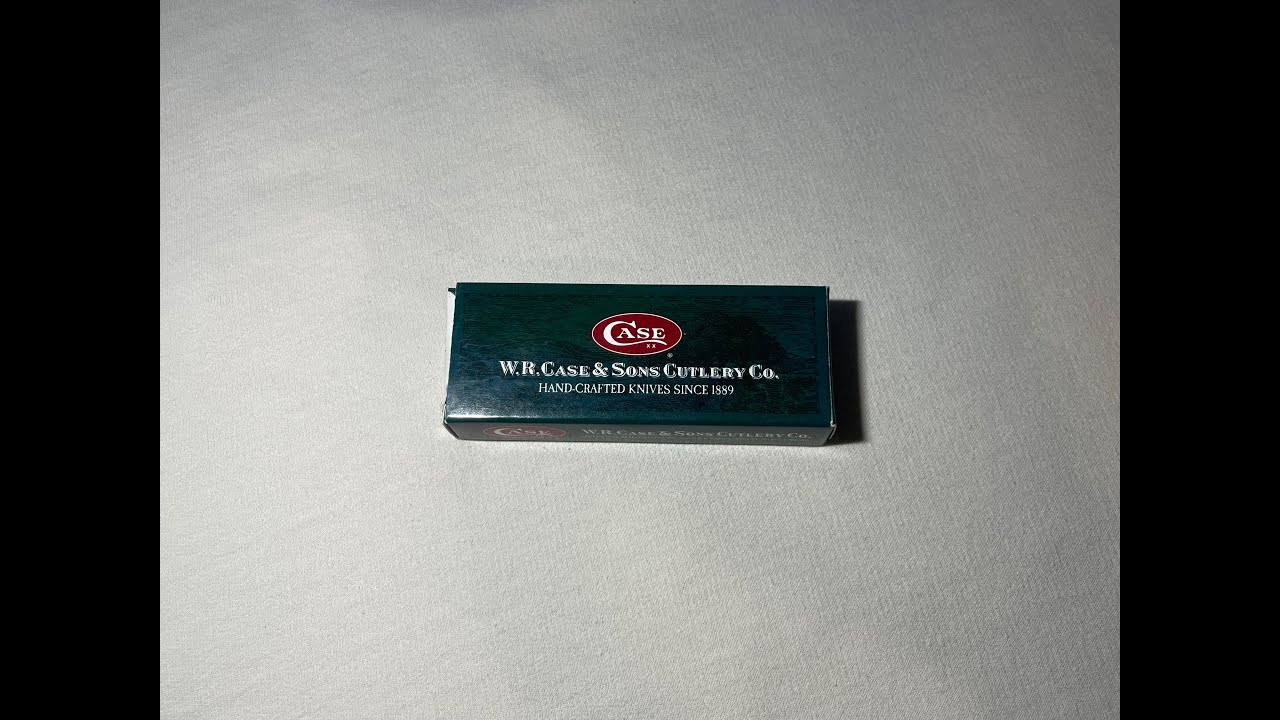 CASE
XX
®
W.R. CASE & SONS CUTLERY CO.
HAND-CRAFTED KNIVES SINCE 1889
CASE
W.R. CASE & SONS CUTLERY CO.